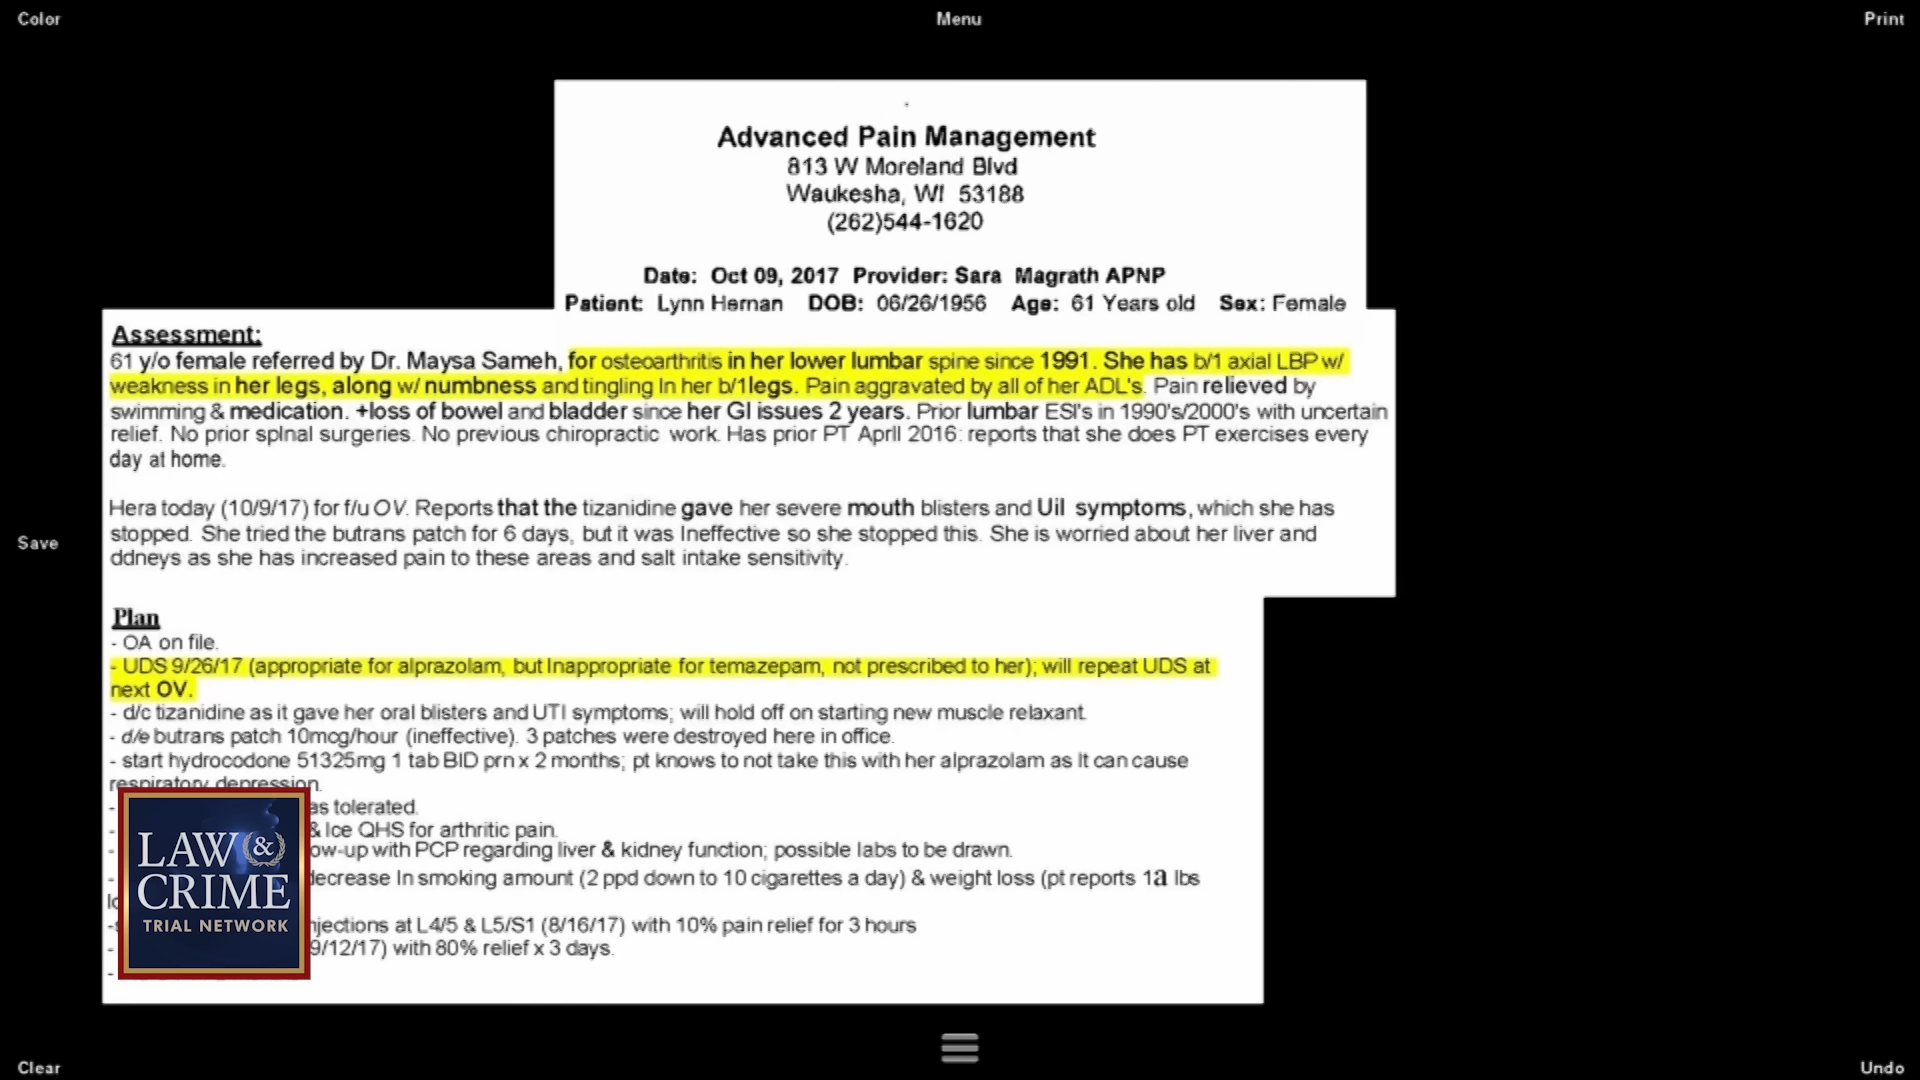 Color
Menu
Print
Advanced Pain Management
813 W Moreland Blvd
Waukesha, WI 53188
(262)544-1620
Date: Oct 09, 2017 Provider: Sara Magrath APNP
Patient: Lynn Hernan DOB: 06/26/1956 Age: 61 Years old Sex: Female
Assessment:
61 y/o female referred by Dr. Maysa Sameh, for osteoarthritis in her lower lumbar spine since 1991. She has b/1 axial LBP w/
weakness in her legs, along w/ numbness and tingling In her b/1 legs. Pain aggravated by all of her ADL's. Pain relieved by
swimming & medication. +loss of bowel and bladder since her GI issues 2 years. Prior lumbar ESI's in 1990's/2000's with uncertain
relief. No prior spinal surgeries. No previous chiropractic work. Has prior PT April 2016: reports that she does PT exercises every
day at home.
Hera today (10/9/17) for f/u OV. Reports that the tizanidine gave her severe mouth blisters and Uil symptoms, which she has
stopped. She tried the butrans patch for 6 days, but it was Ineffective so she stopped this. She is worried about her liver and
ddneys as she has increased pain to these areas and salt intake sensitivity.
Save
Plan
- OA on file.
- UDS 9/26/17 (appropriate for alprazolam, but Inappropriate for temazepam, not prescribed to her); will repeat UDS at
next OV.
- d/c tizanidine as it gave her oral blisters and UTI symptoms; will hold off on starting new muscle relaxant.
- d/e butrans patch 10mcg/hour (ineffective). 3 patches were destroyed here in office.
- start hydrocodone 51325mg 1 tab BID prn x 2 months; pt knows to not take this with her alprazolam as It can cause
respiratory depression.
- as tolerated.
- & Ice QHS for arthritic pain.
- ow-up with PCP regarding liver & kidney function; possible labs to be drawn.
- decrease In smoking amount (2 ppd down to 10 cigarettes a day) & weight loss (pt reports 1a lbs
njections at L4/5 & L5/S1 (8/16/17) with 10% pain relief for 3 hours
- 9/12/17) with 80% relief x 3 days.
-
LAW &
CRIME
TRIAL NETWORK
Clear
Undo